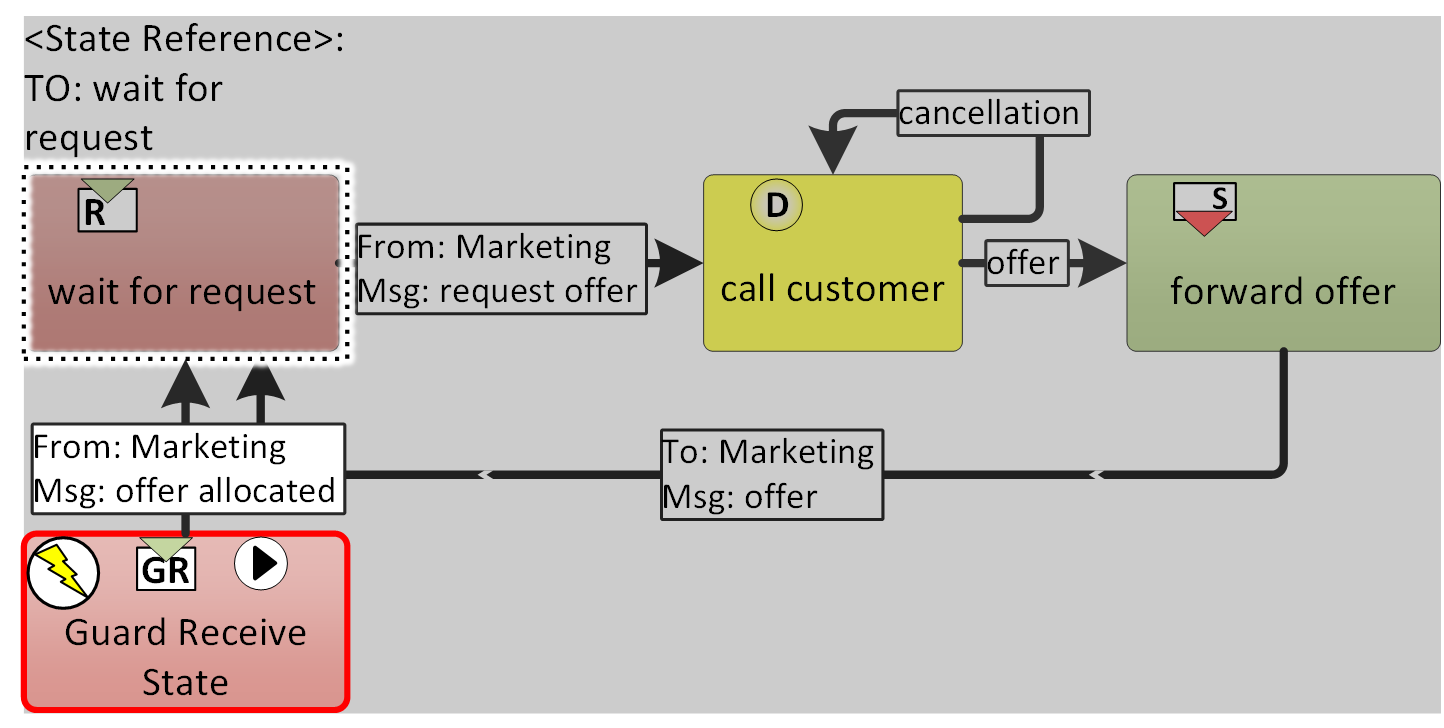 <State Reference>:
TO: wait for
request
cancellation
R
D
S
From: Marketing
Msg: request offer
offer
wait for request
call customer
forward offer
From: Marketing
Msg: offer allocated
To: Marketing
Msg: offer
GR
Guard Receive
State